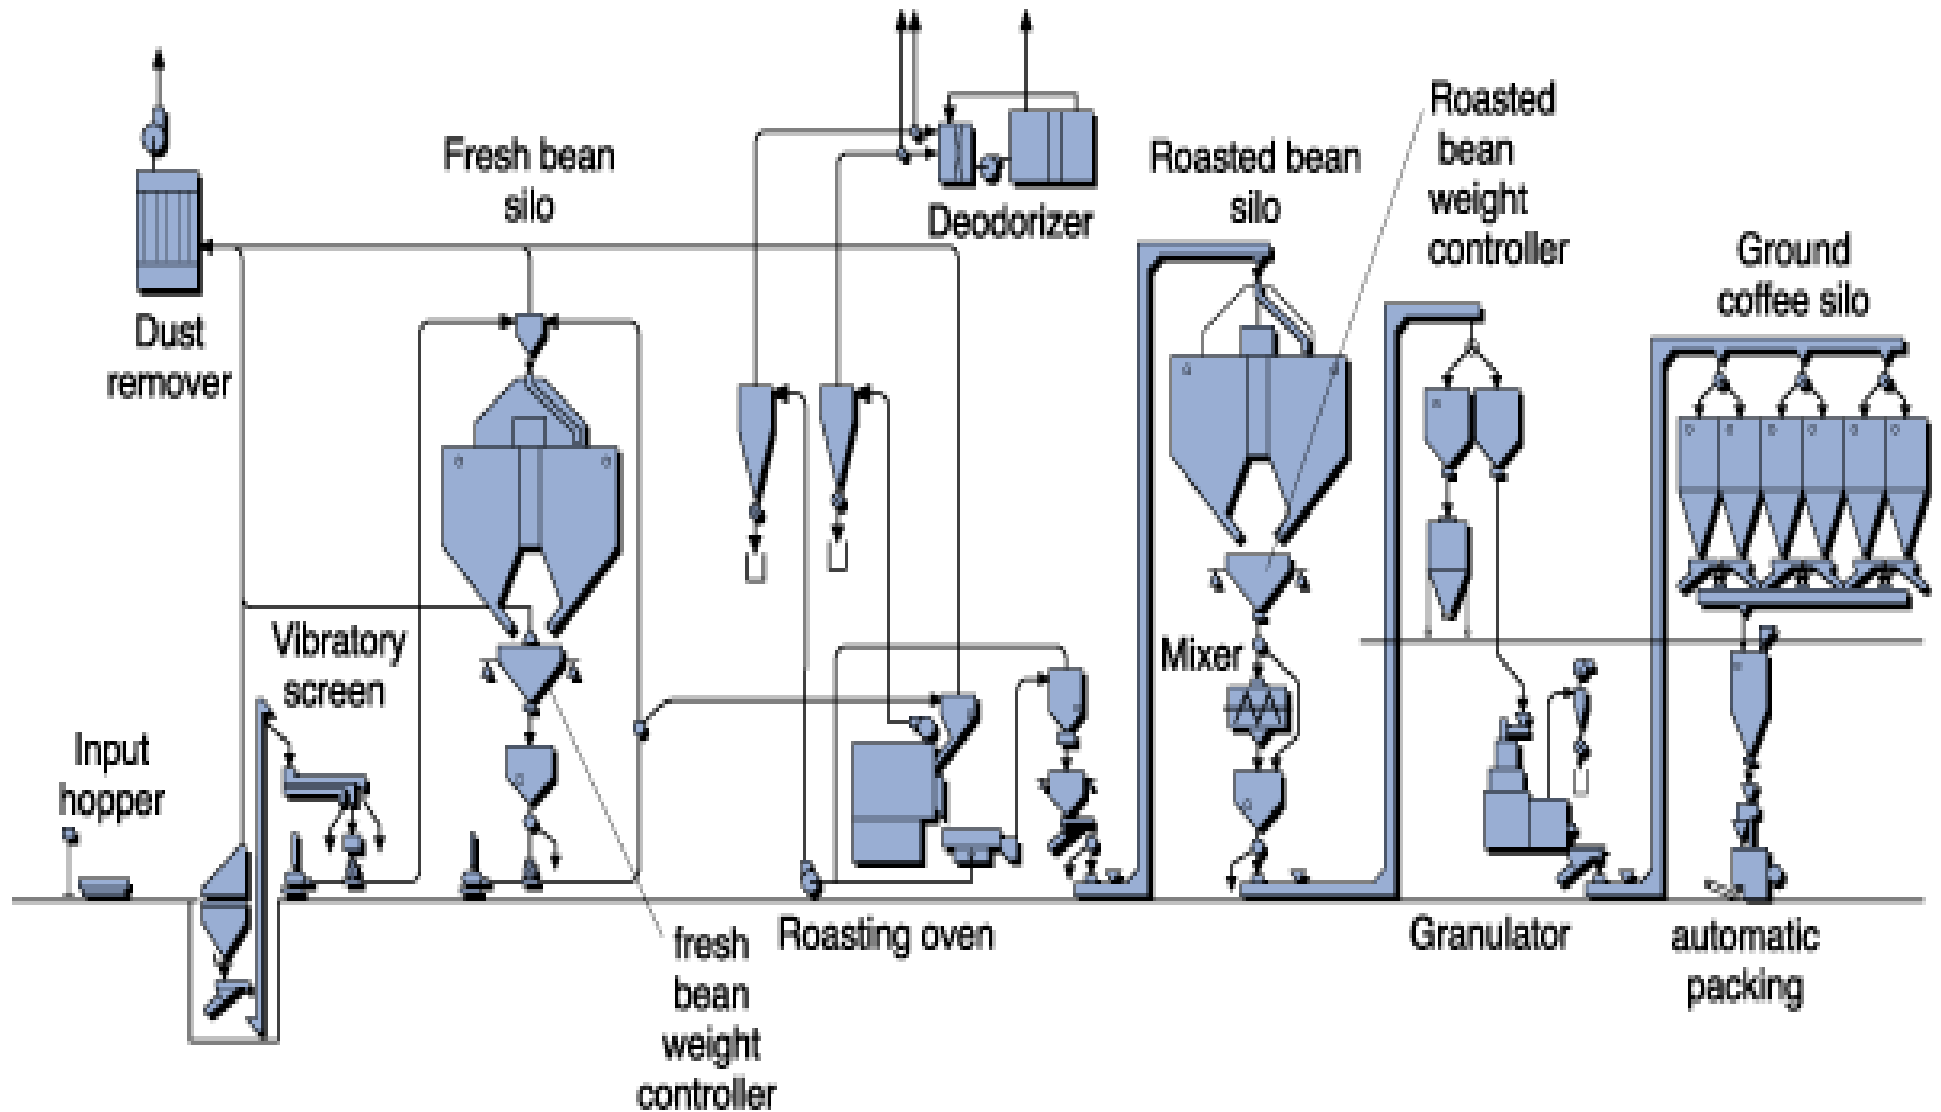 Fresh bean
silo
Deodorizer
Roasted bean
silo
Roasted
bean
weight
controller
Ground
coffee silo
Dust
remover
Vibratory
screen
Mixer
Input
hopper
fresh
bean
weight
controller
Roasting oven
Granulator
automatic
packing